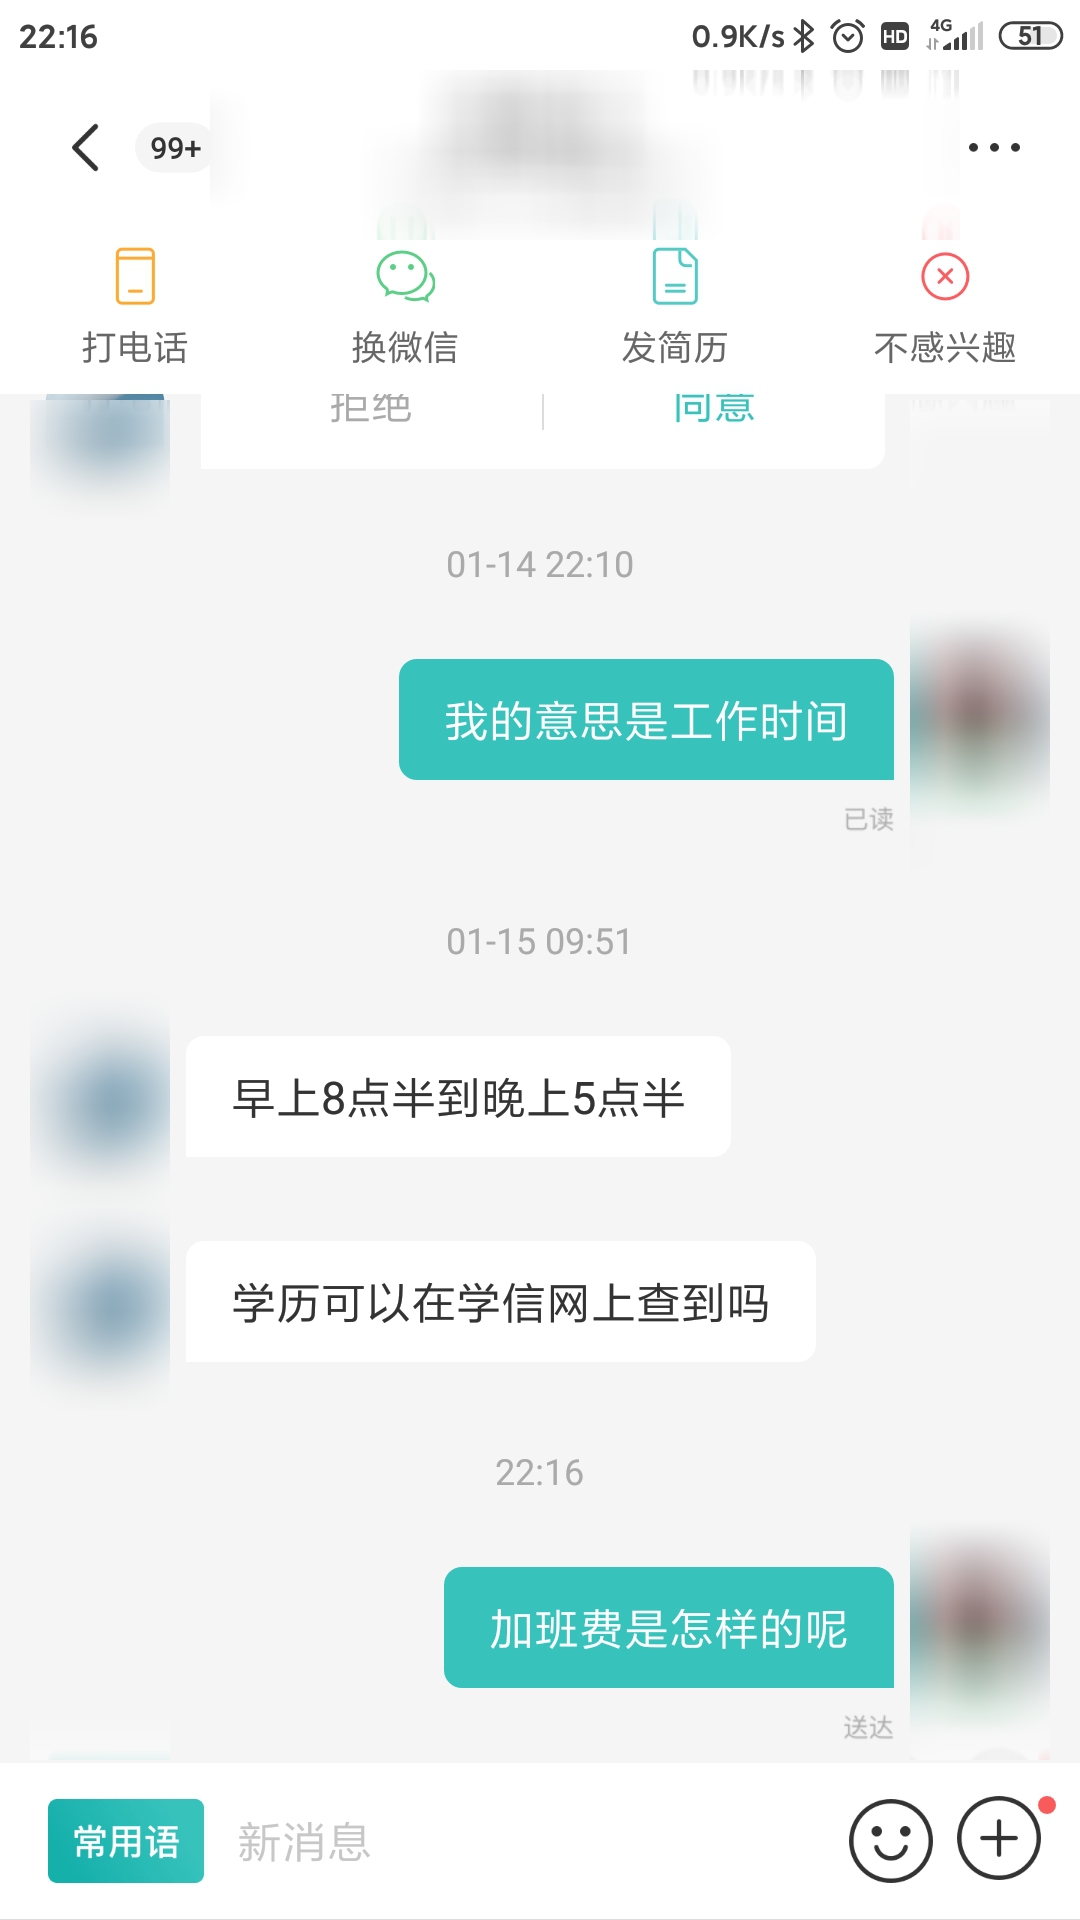 22:16 0.9K/s HD 4G 51
99+
打电话 换微信 发简历 不感兴趣
拒绝 同意
01-14 22:10
我的意思是工作时间
已读
01-15 09:51
早上8点半到晚上5点半
学历可以在学信网上查到吗
22:16
加班费是怎样的呢
送达
常用语 新消息